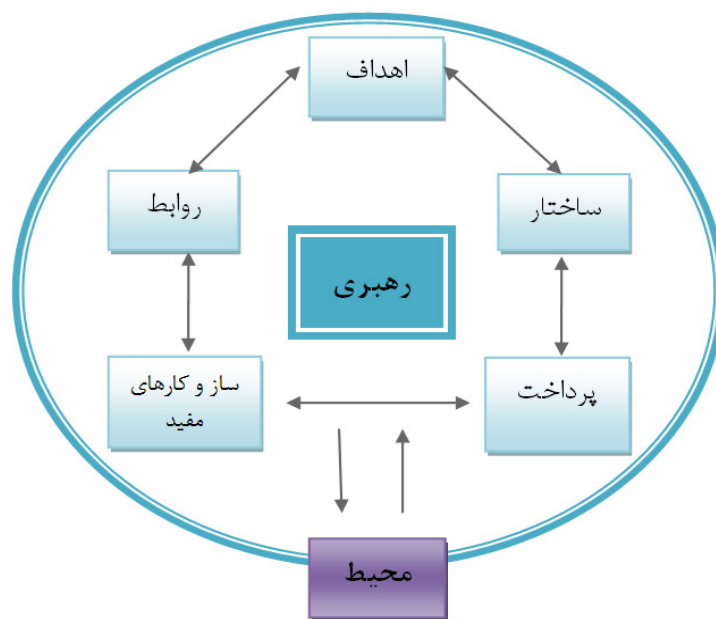 اهداف
ساختار
روابط
رهبری
پرداخت
ساز و کارهای
مفید
محیط